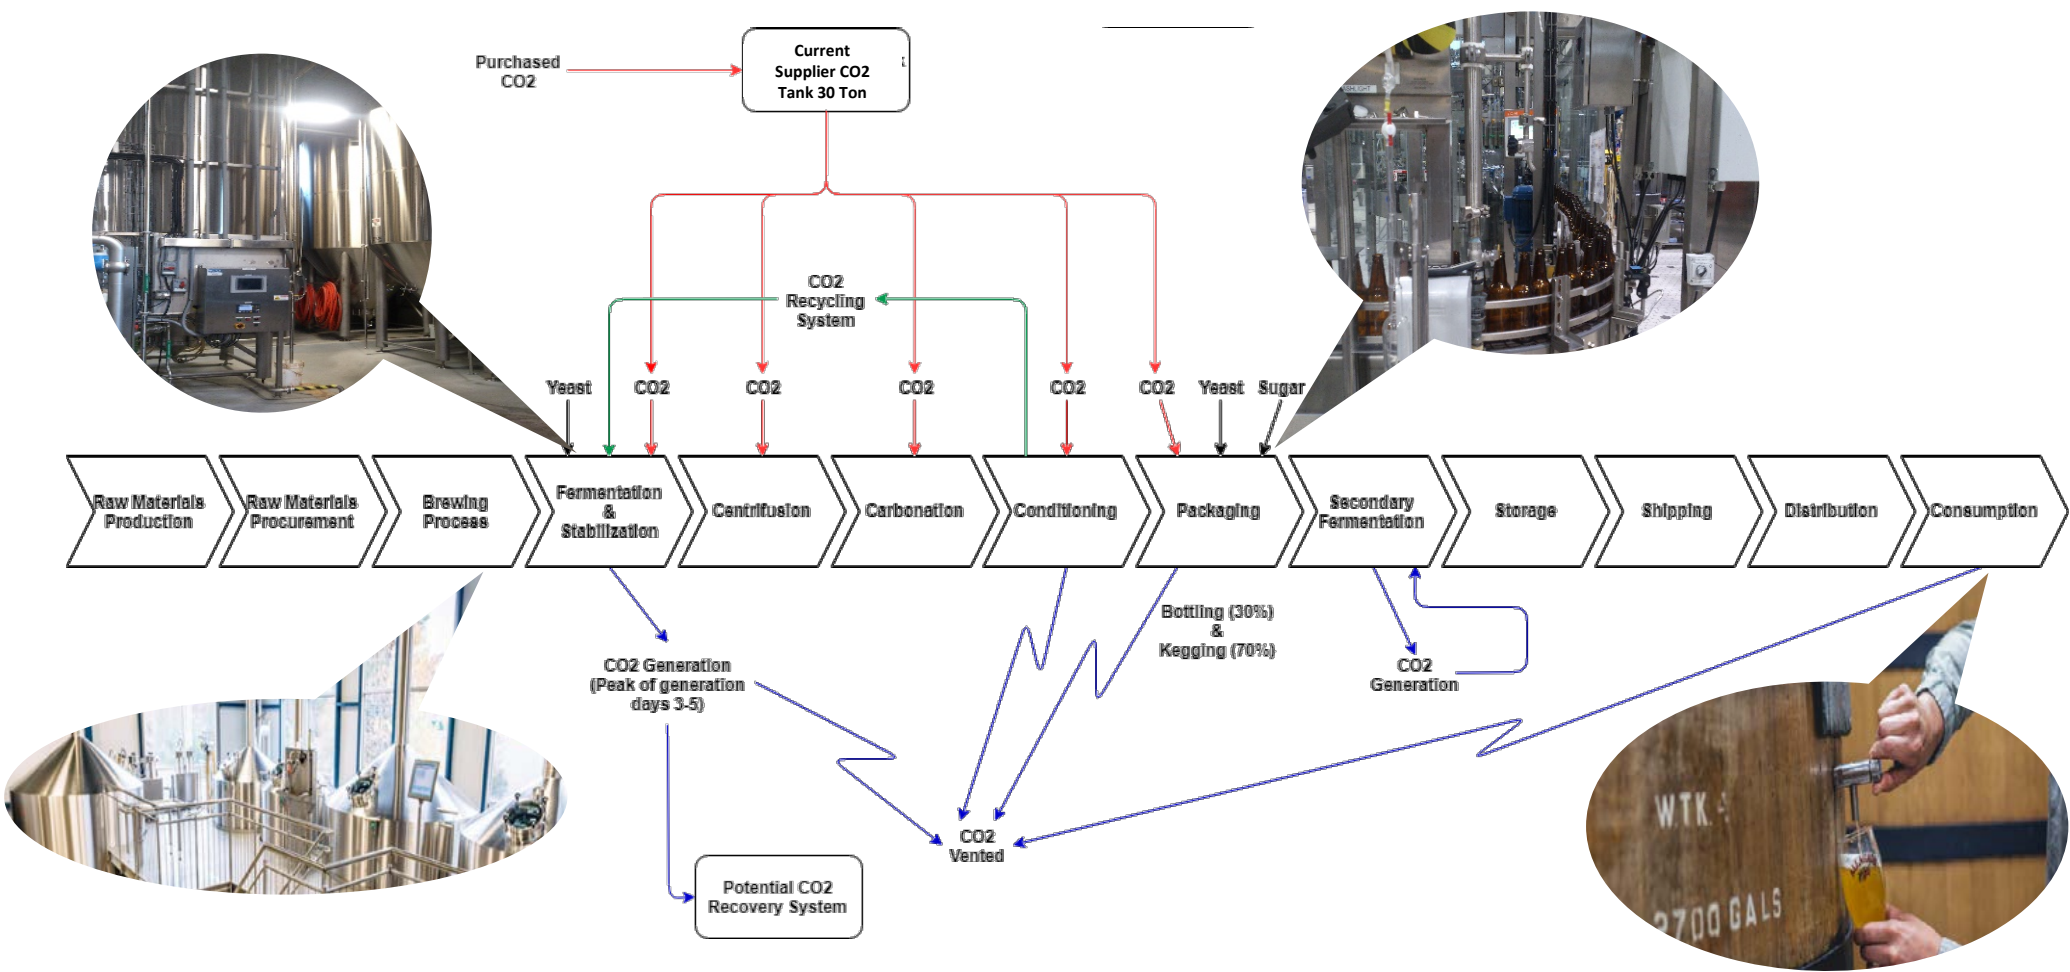 Purchased
CO2
Current
Supplier CO2
Tank 30 Ton
CO2
Recycling
System
Yeast
CO2
CO2
CO2
CO2
CO2
Yeast
Sugar
Raw Materials
Production
Raw Materials
Procurement
Brewing
Process
Fermentation
&
Stabilization
Centrifusion
Carbonation
Conditioning
Packaging
Secondary
Fermentation
Storage
Shipping
Distribution
Consumption
Bottling (30%)
&
Kegging (70%)
CO2 Generation
(Peak of generation
days 3-5)
CO2
Generation
CO2
Vented
Potential CO2
Recovery System
WTK
2700 GALS